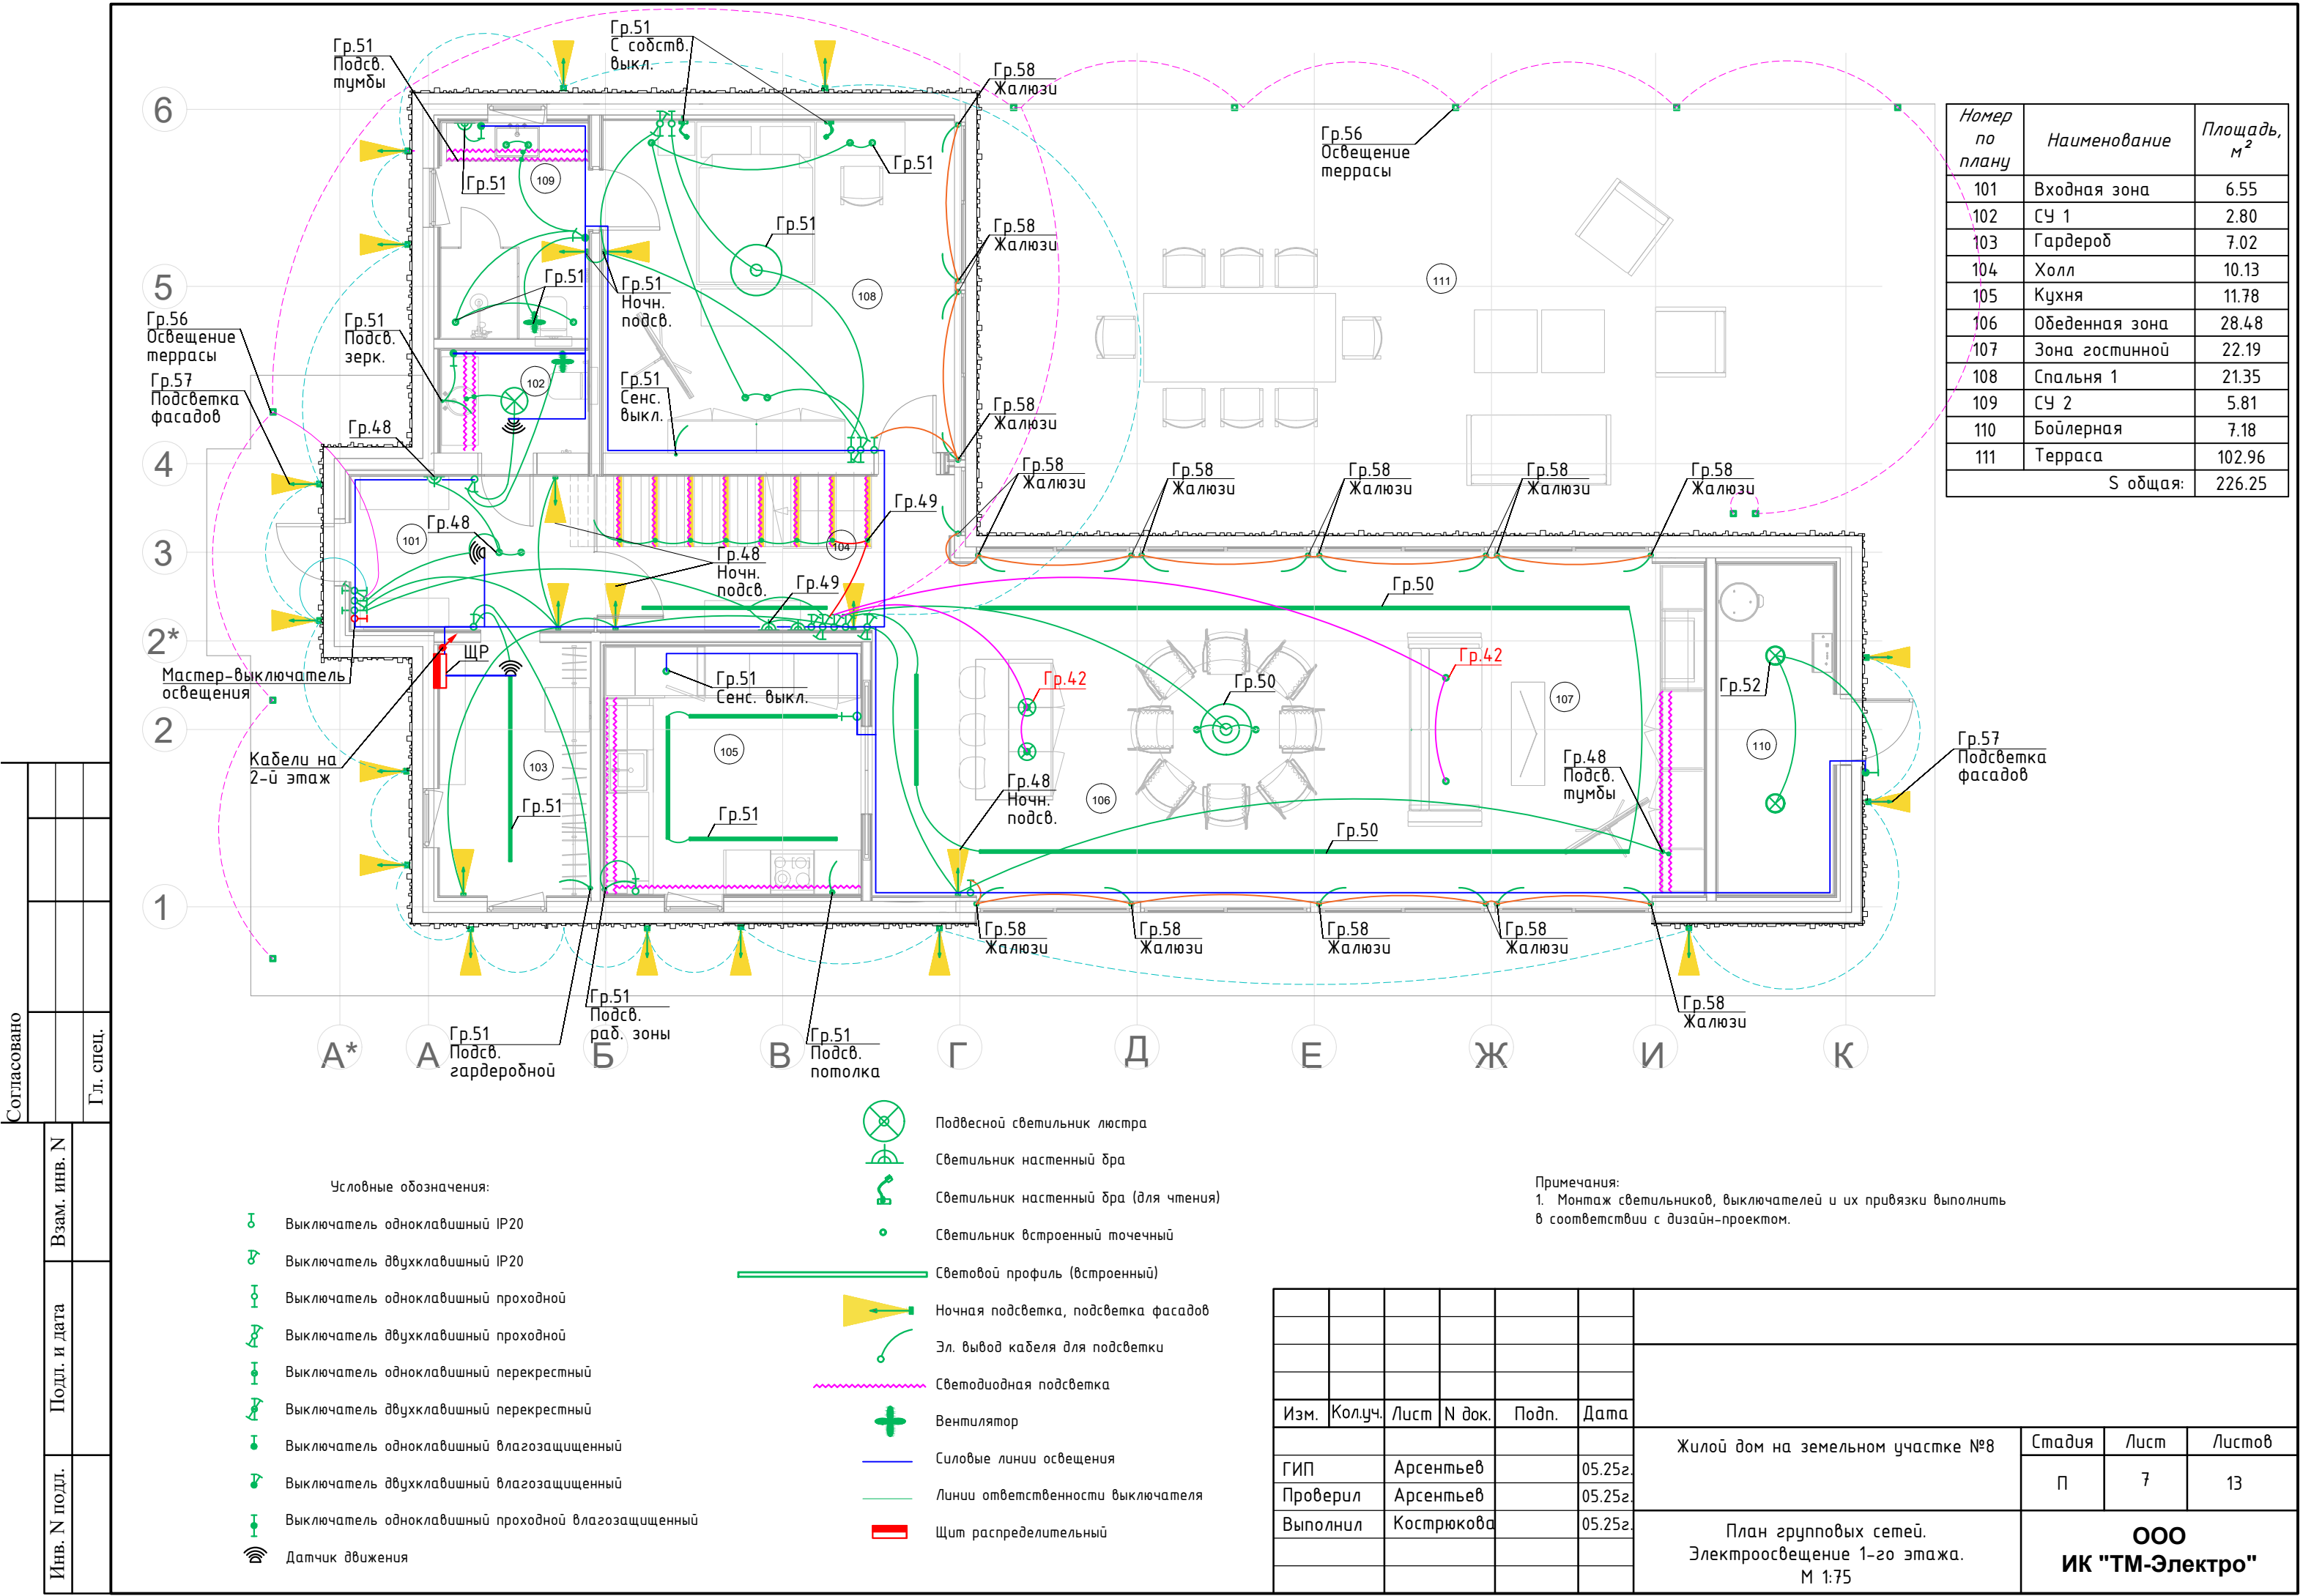 Гр.51
Подсв.
тумбы
Гр.51
С собств.
выкл.
Гр.58
Жалюзи
Гр.56
Освещение
террасы
Гр.51
Гр.51
109
Гр.51
Гр.58
Жалюзи
Гр.51
Гр.51
Ночн.
подсв.
108
111
Гр.56
Освещение
террасы
Гр.51
Подсв.
зерк.
Гр.57
Подсветка
фасадов
102
Гр.51
Сенс.
выкл.
Гр.58
Жалюзи
Гр.48
Гр.58
Жалюзи
Гр.58
Жалюзи
Гр.58
Жалюзи
Гр.58
Жалюзи
Гр.58
Жалюзи
Гр.49
101
Гр.48
104
Гр.48
Ночн.
подсв.
Гр.49
Гр.50
ЩР
Мастер-выключатель
освещения
Гр.51
Сенс. выкл.
Гр.42
Гр.42
Гр.50
107
Гр.52
Кабели на
2-й этаж
103
105
110
Гр.57
Подсветка
фасадов
Гр.51
Гр.51
106
Гр.48
Ночн.
подсв.
Гр.48
Подсв.
тумбы
Гр.50
Гр.58
Жалюзи
Гр.58
Жалюзи
Гр.58
Жалюзи
Гр.58
Жалюзи
Гр.58
Жалюзи
Гр.51
Подсв.
раб. зоны
Гр.51
Подсв.
гардеробной
Гр.51
Подсв.
потолка
6
5
4
3
2*
2
1
А* А Б В Г Д Е Ж И К
Номер по плану Наименование Площадь, м²
101 Входная зона 6.55
102 СУ 1 2.80
103 Гардероб 7.02
104 Холл 10.13
105 Кухня 11.78
106 Обеденная зона 28.48
107 Зона гостинной 22.19
108 Спальня 1 21.35
109 СУ 2 5.81
110 Бойлерная 7.18
111 Терраса 102.96
S общая: 226.25
Условные обозначения:
Выключатель одноклавишный IP20
Выключатель двухклавишный IP20
Выключатель одноклавишный проходной
Выключатель двухклавишный проходной
Выключатель одноклавишный перекрестный
Выключатель двухклавишный перекрестный
Выключатель одноклавишный влагозащищенный
Выключатель двухклавишный влагозащищенный
Выключатель одноклавишный проходной влагозащищенный
Датчик движения
Подвесной светильник люстра
Светильник настенный бра
Светильник настенный бра (для чтения)
Светильник встроенный точечный
Световой профиль (встроенный)
Ночная подсветка, подсветка фасадов
Эл. вывод кабеля для подсветки
Светодиодная подсветка
Вентилятор
Силовые линии освещения
Линии ответственности выключателя
Щит распределительный
Примечания:
1. Монтаж светильников, выключателей и их привязки выполнить
в соответствии с дизайн-проектом.
Согласовано
Гл. спец.
Взам. инв. N
Подп. и дата
Инв. N подл.
Изм. Кол.уч. Лист N док. Подп. Дата
ГИП Арсентьев 05.25г.
Проверил Арсентьев 05.25г.
Выполнил Кострюкова 05.25г.
Жилой дом на земельном участке №8
Стадия Лист Листов
П 7 13
План групповых сетей.
Электроосвещение 1-го этажа.
М 1:75
ООО
ИК "ТМ-Электро"